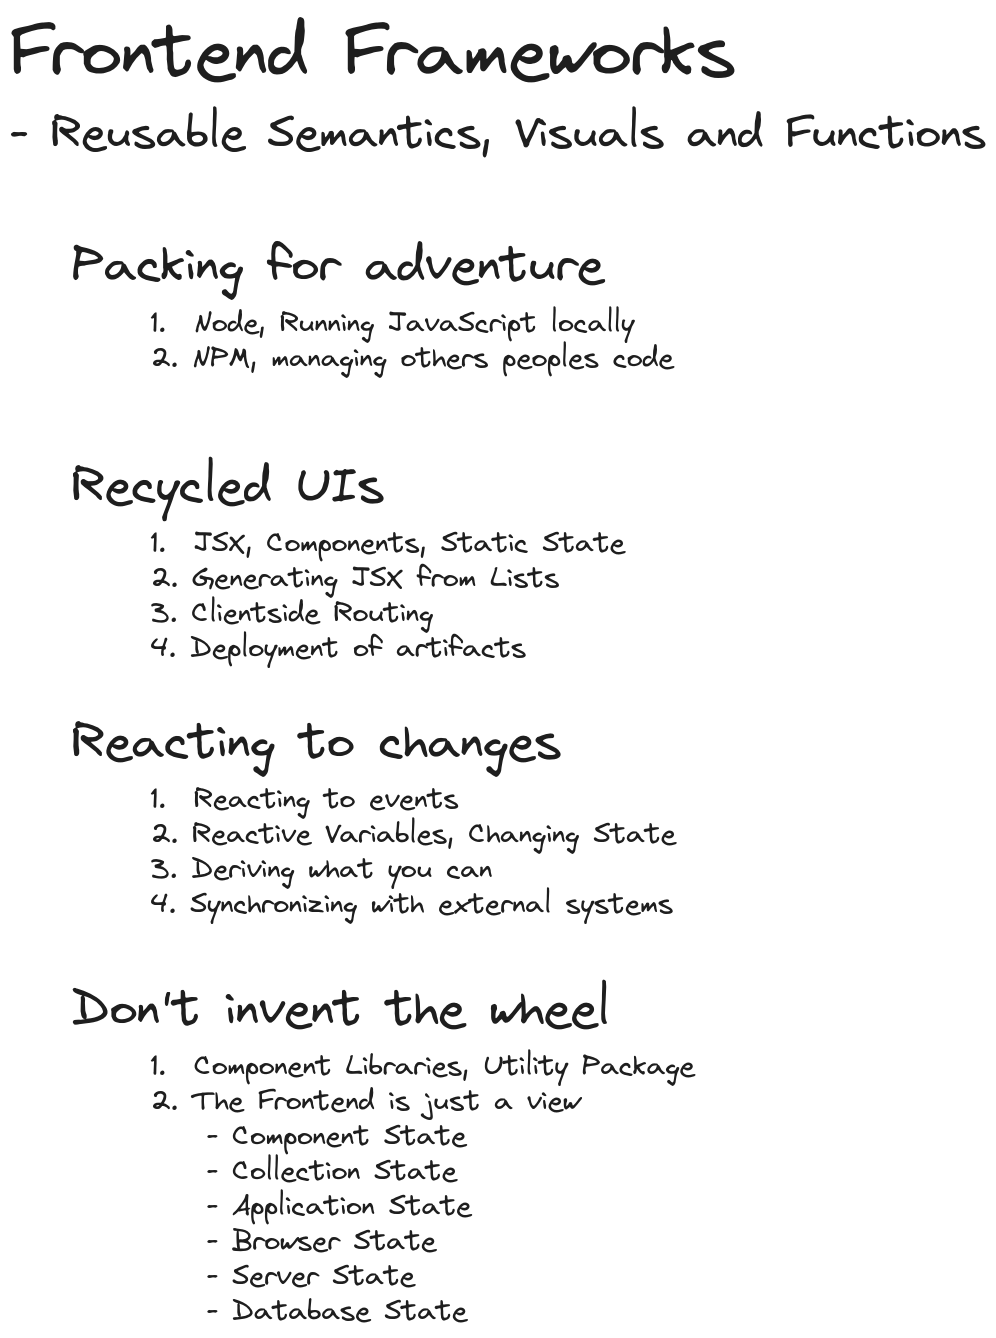 Frontend Frameworks
- Reusable Semantics, Visuals and Functions
Packing for adventure
1. Node, Running JavaScript locally
2. NPM, managing others peoples code
Recycled UIs
1. JSX, Components, Static State
2. Generating JSX from Lists
3. Clientside Routing
4. Deployment of artifacts
Reacting to changes
1. Reacting to events
2. Reactive Variables, Changing State
3. Deriving what you can
4. Synchronizing with external systems
Don't invent the wheel
1. Component Libraries, Utility Package
2. The Frontend is just a view
- Component State
- Collection State
- Application State
- Browser State
- Server State
- Database State